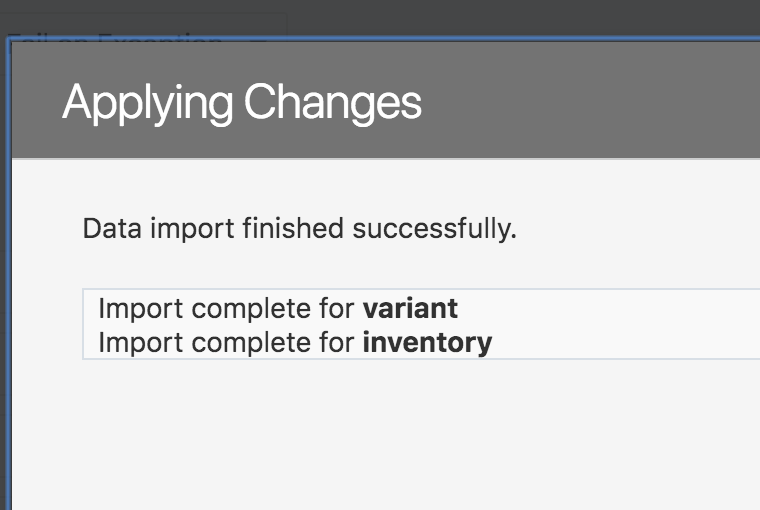 Fail on Exception
Applying Changes
Data import finished successfully.
Import complete for variant
Import complete for inventory